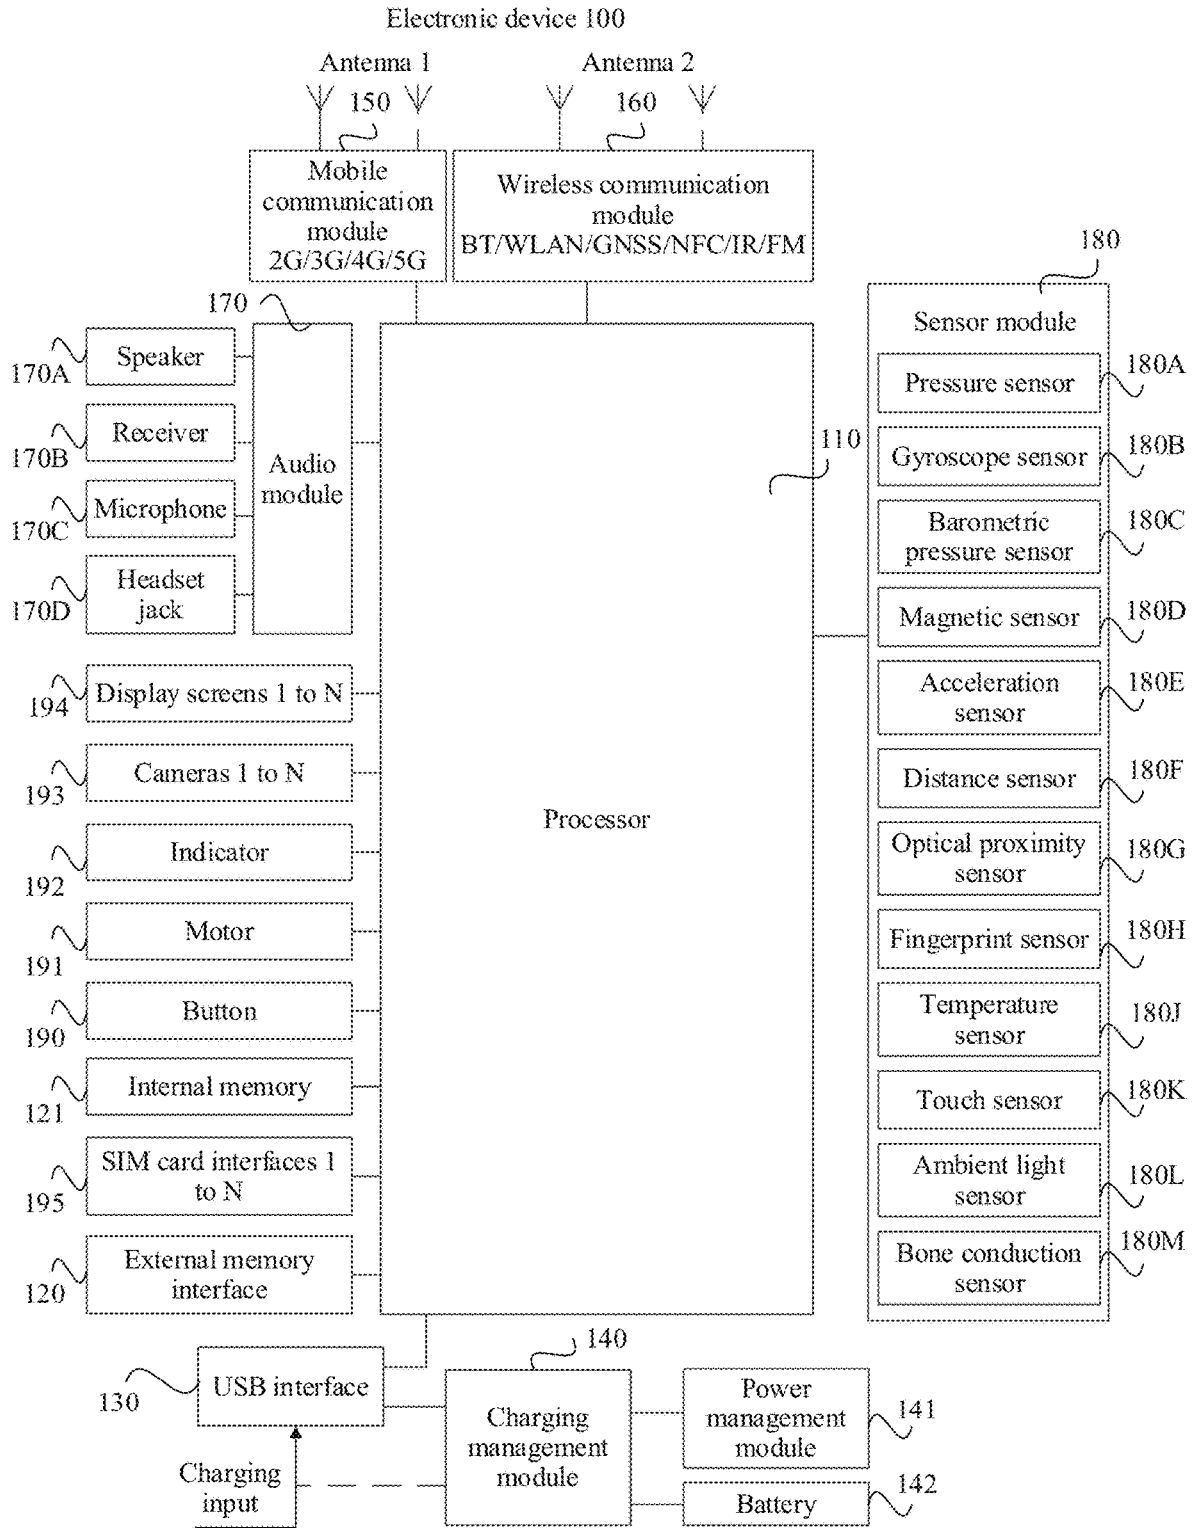 Electronic device 100
Antenna 1
Antenna 2
150
160
Mobile
communication
module
2G/3G/4G/5G
Wireless communication
module
BT/WLAN/GNSS/NFC/IR/FM
170
Speaker
170A
Receiver
170B
Microphone
170C
Headset
jack
170D
Audio
module
Display screens 1 to N
194
Cameras 1 to N
193
Indicator
192
Motor
191
Button
190
Internal memory
121
SIM card interfaces 1
to N
195
External memory
interface
120
Processor
110
180
Sensor module
Pressure sensor
180A
Gyroscope sensor
180B
Barometric
pressure sensor
180C
Magnetic sensor
180D
Acceleration
sensor
180E
Distance sensor
180F
Optical proximity
sensor
180G
Fingerprint sensor
180H
Temperature
sensor
180J
Touch sensor
180K
Ambient light
sensor
180L
Bone conduction
sensor
180M
USB interface
130
140
Charging
management
module
Power
management
module
141
Battery
142
Charging
input